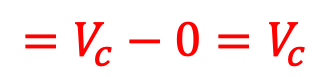 = V_c − 0 = V_c